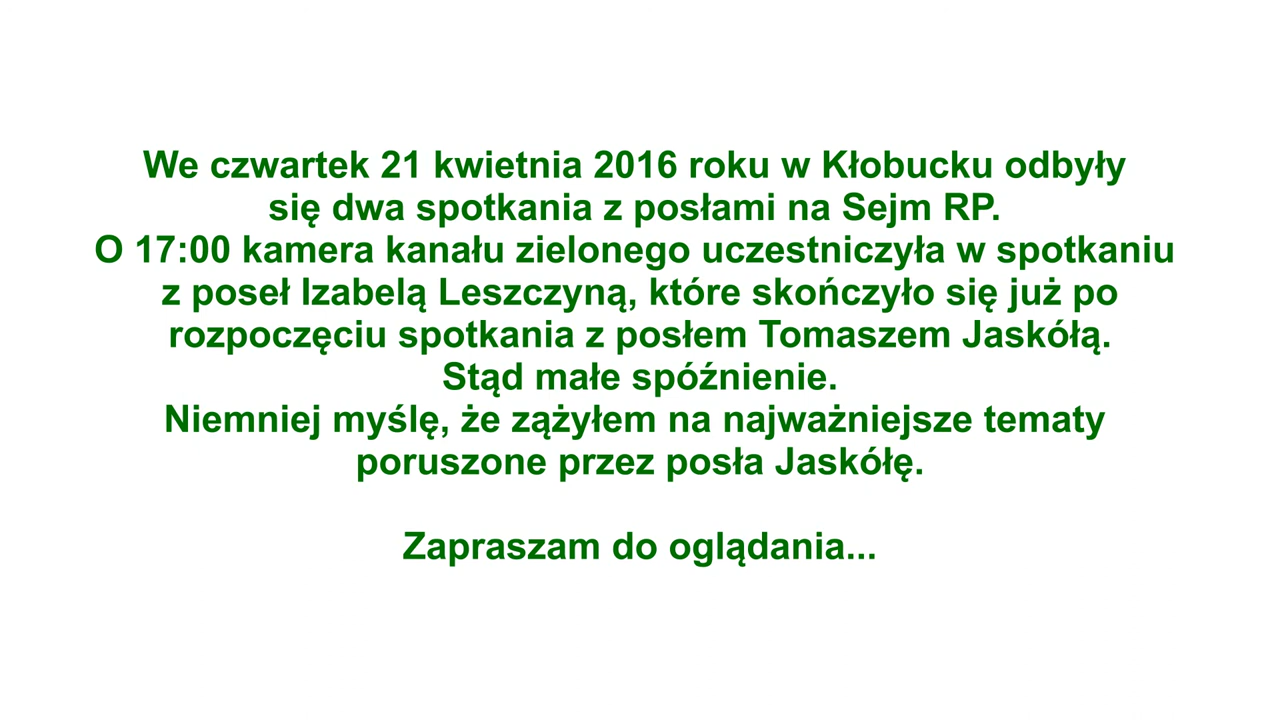 We czwartek 21 kwietnia 2016 roku w Kłobucku odbyły
się dwa spotkania z posłami na Sejm RP.
O 17:00 kamera kanału zielonego uczestniczyła w spotkaniu
z poseł Izabelą Leszczyną, które skończyło się już po
rozpoczęciu spotkania z posłem Tomaszem Jaskółą.
Stąd małe spóźnienie.
Niemniej myślę, że zążyłem na najważniejsze tematy
poruszone przez posła Jaskółę.
Zapraszam do oglądania...